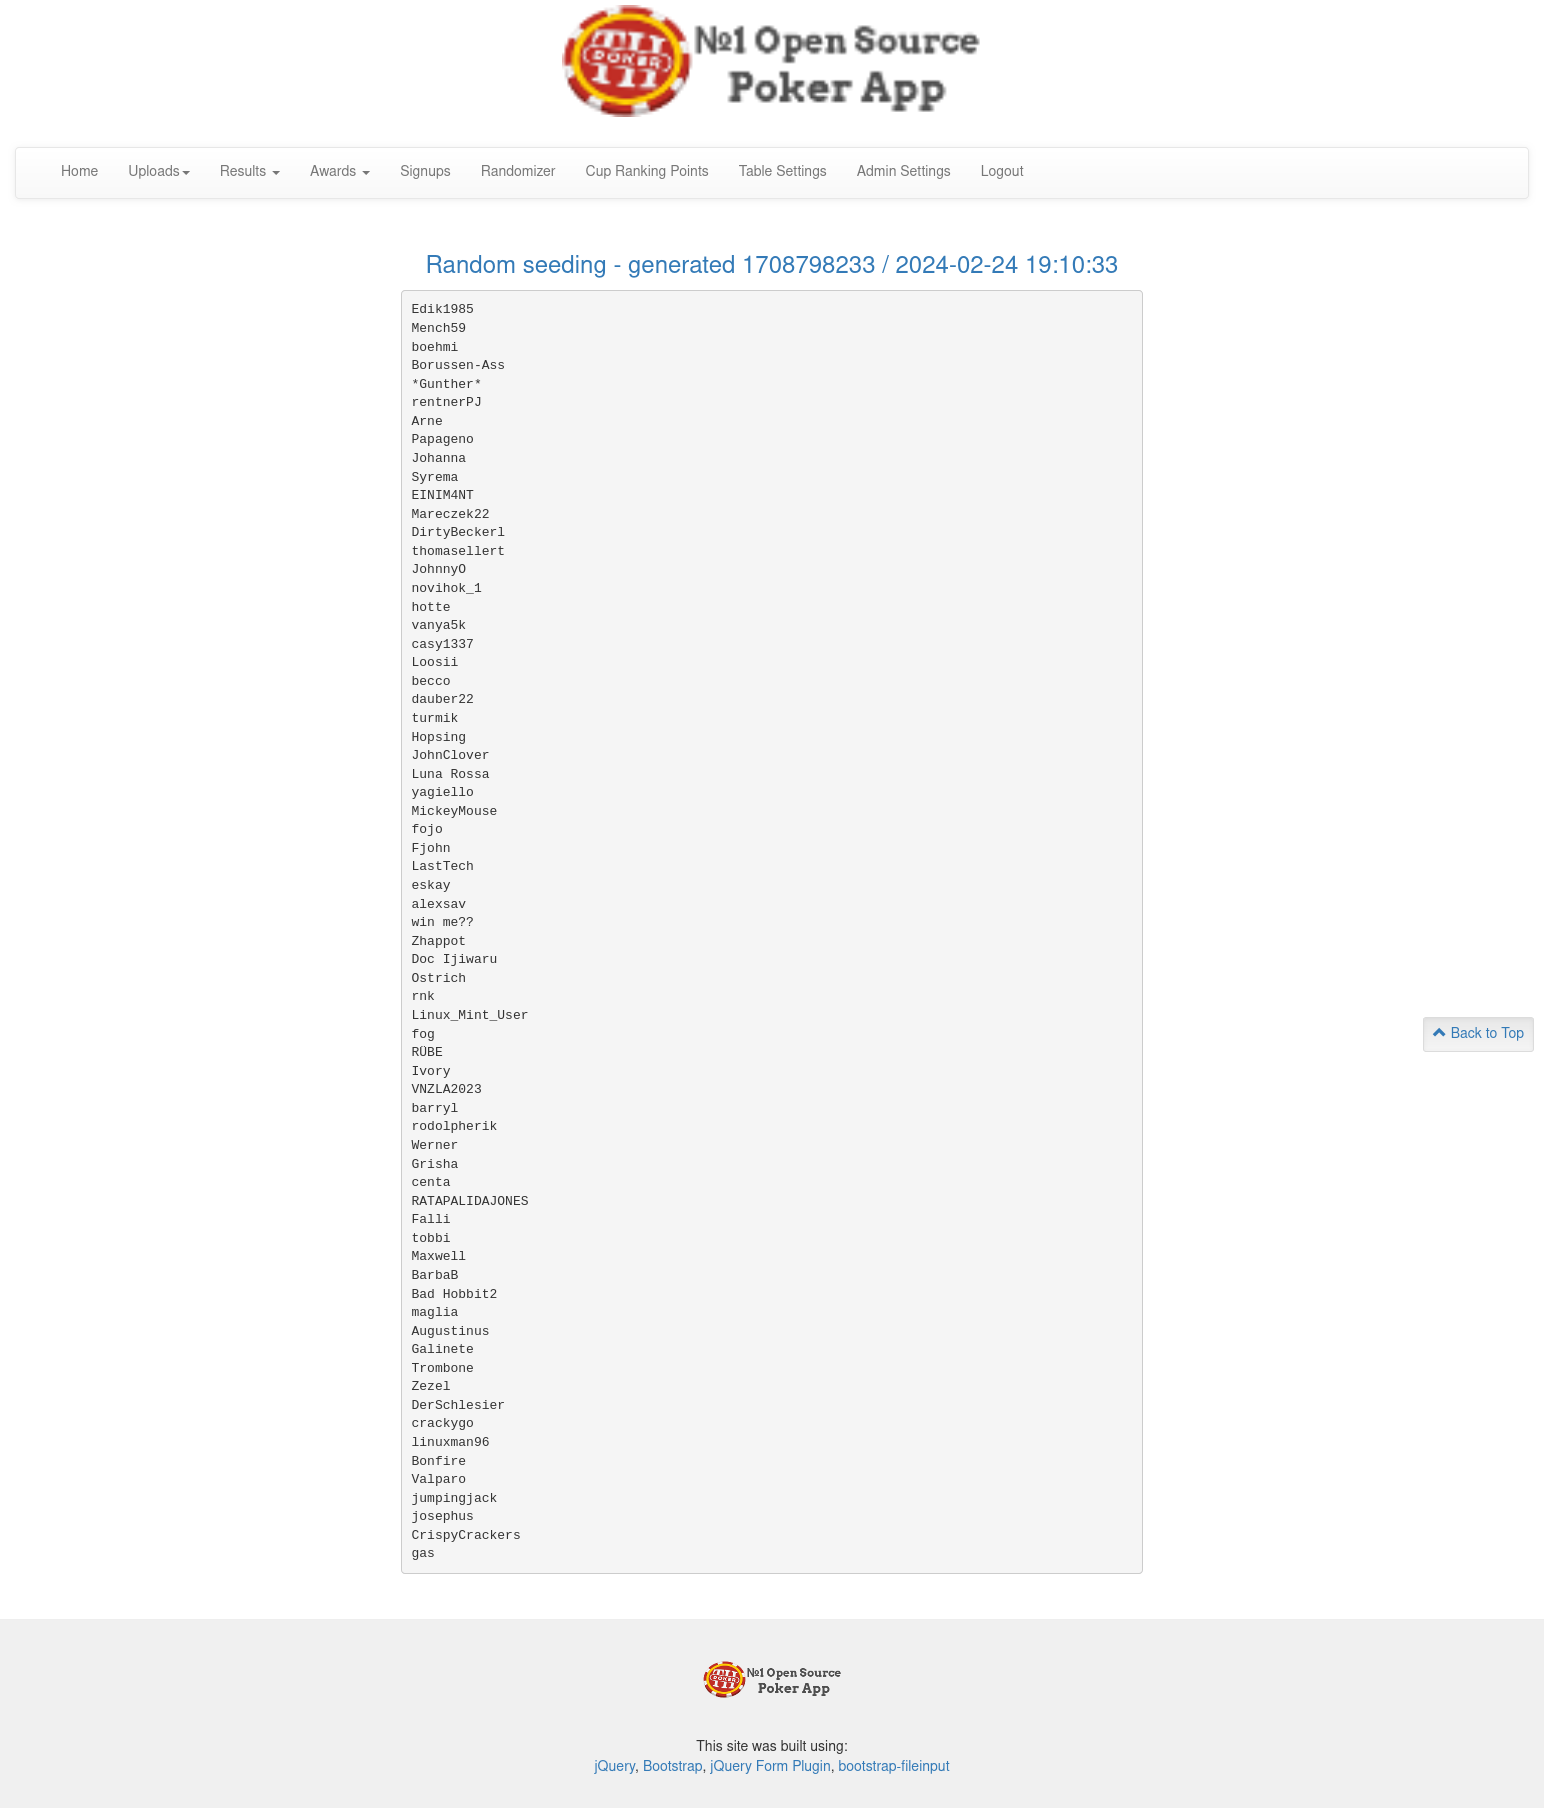 №1 Open Source
Poker App
POKER
Home Uploads Results Awards Signups Randomizer Cup Ranking Points Table Settings Admin Settings Logout
Random seeding - generated 1708798233 / 2024-02-24 19:10:33
Edik1985
Mench59
boehmi
Borussen-Ass
*Gunther*
rentnerPJ
Arne
Papageno
Johanna
Syrema
EINIM4NT
Mareczek22
DirtyBeckerl
thomasellert
JohnnyO
novihok_1
hotte
vanya5k
casy1337
Loosii
becco
dauber22
turmik
Hopsing
JohnClover
Luna Rossa
yagiello
MickeyMouse
fojo
Fjohn
LastTech
eskay
alexsav
win me??
Zhappot
Doc Ijiwaru
Ostrich
rnk
Linux_Mint_User
fog
RÜBE
Ivory
VNZLA2023
barryl
rodolpherik
Werner
Grisha
centa
RATAPALIDAJONES
Falli
tobbi
Maxwell
BarbaB
Bad Hobbit2
maglia
Augustinus
Galinete
Trombone
Zezel
DerSchlesier
crackygo
linuxman96
Bonfire
Valparo
jumpingjack
josephus
CrispyCrackers
gas
Back to Top
№1 Open Source
Poker App
POKER
This site was built using:
jQuery, Bootstrap, jQuery Form Plugin, bootstrap-fileinput